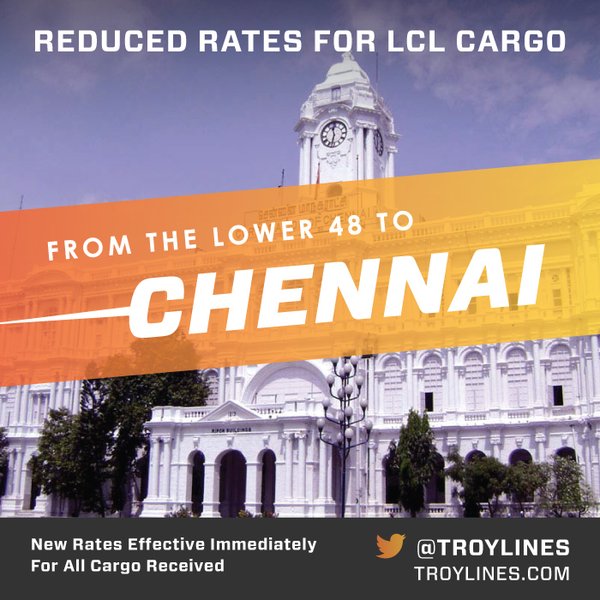 REDUCED RATES FOR LCL CARGO
FROM THE LOWER 48 TO
CHENNAI
RIPON BUILDINGS
New Rates Effective Immediately
For All Cargo Received
@TROYLINES
TROYLINES.COM